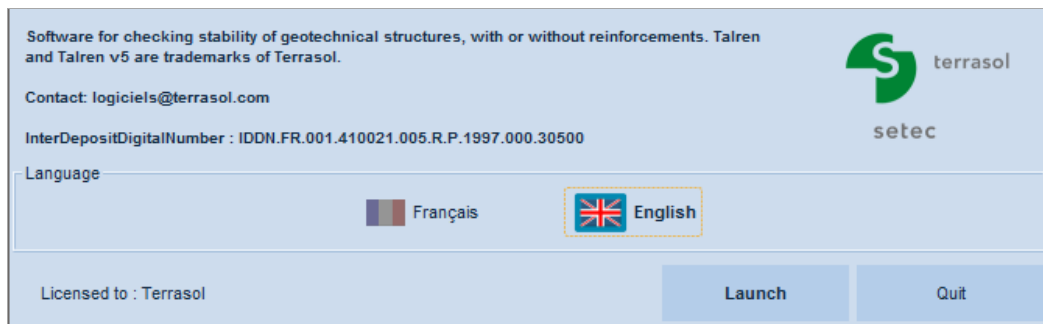 Software for checking stability of geotechnical structures, with or without reinforcements. Talren
and Talren v5 are trademarks of Terrasol.
Contact: logiciels@terrasol.com
InterDepositDigitalNumber : IDDN.FR.001.410021.005.R.P.1997.000.30500
terrasol
setec
Language
Français
English
Licensed to : Terrasol
Launch
Quit